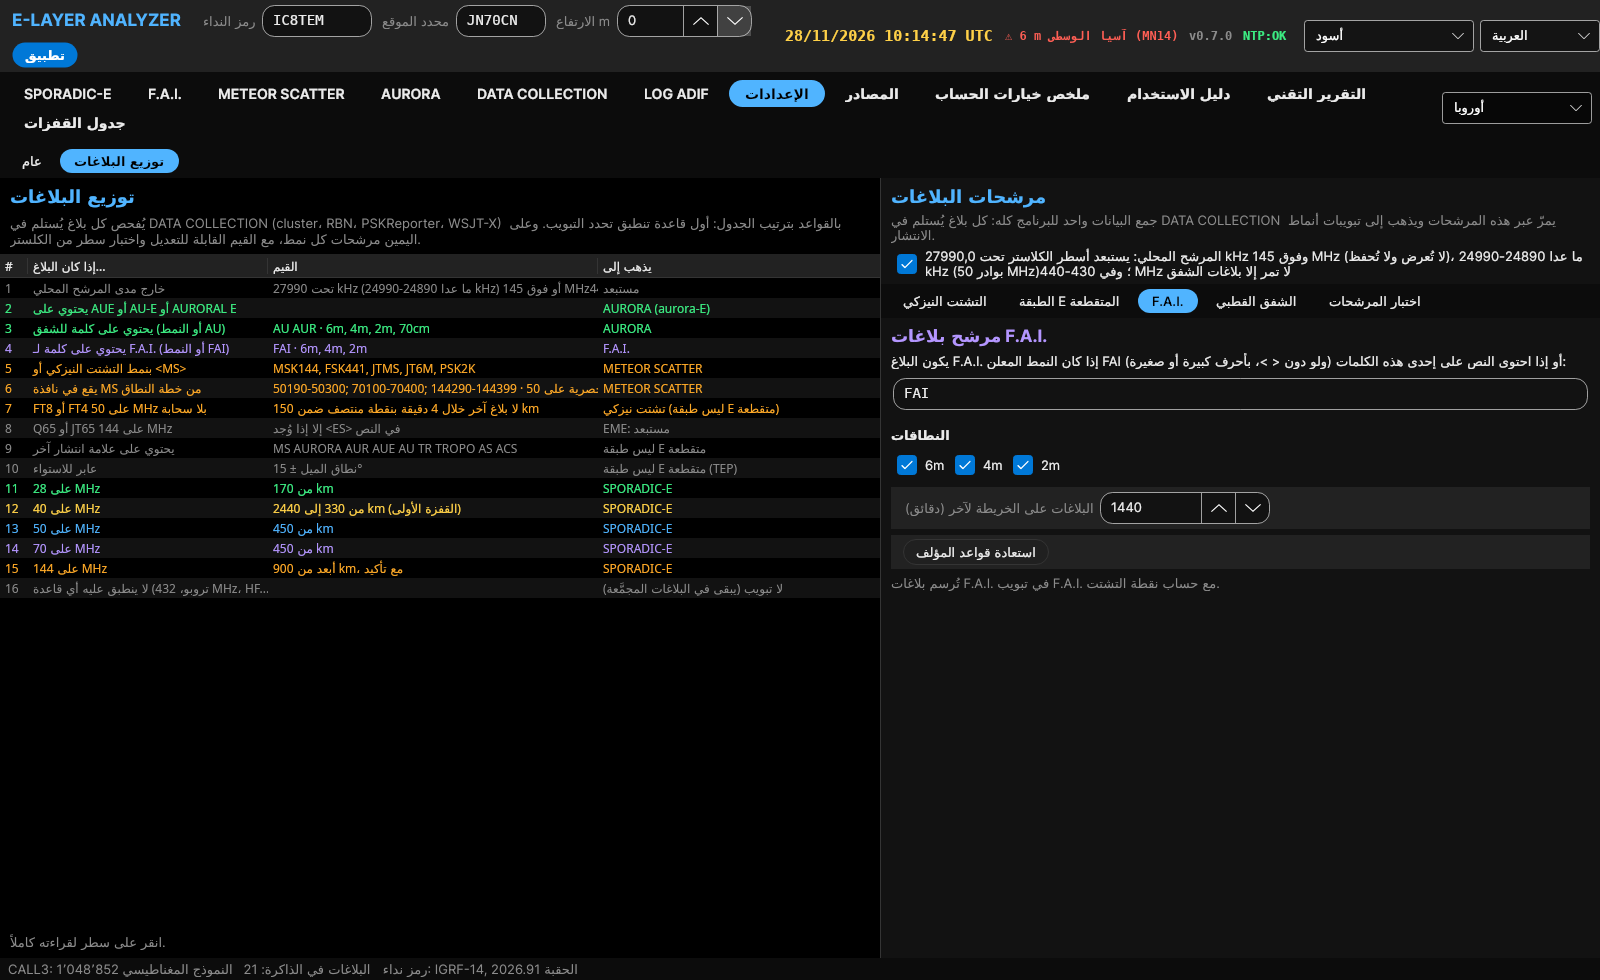 E-LAYER ANALYZER رمز النداء IC8TEM محدد الموقع JN70CN الارتفاع m 0
28/11/2026 10:14:47 UTC ⚠ 6 m آسيا الوسطى (MN14) v0.7.0 NTP:OK أسود العربية
تطبيق
SPORADIC-E F.A.I. METEOR SCATTER AURORA DATA COLLECTION LOG ADIF الإعدادات المصادر ملخص خيارات الحساب دليل الاستخدام التقرير التقني
جدول القفزات
أوروبا
عام توزيع البلاغات
توزيع البلاغات
يُفحص كل بلاغ يُستلم في DATA COLLECTION (cluster، RBN، PSKReporter، WSJT-X) بالقواعد بترتيب الجدول: أول قاعدة تنطبق تحدد التبويب. وعلى
اليمين مرشحات كل نمط، مع القيم القابلة للتعديل واختبار سطر من الكلستر.
# إذا كان البلاغ... القيم يذهب إلى
1 خارج مدى المرشح المحلي تحت 27990 kHz (ما عدا 24890-24990 kHz) أو فوق 145 MHz مستبعد
2 يحتوي على AUE أو AU-E أو AURORAL E AURORA (aurora-E)
3 يحتوي على كلمة للشفق (أو النمط AU) AU AUR · 6m, 4m, 2m, 70cm AURORA
4 يحتوي على كلمة لـ F.A.I. (أو النمط FAI) FAI · 6m, 4m, 2m F.A.I.
5 بنمط التشتت النيزكي أو <MS> MSK144, FSK441, JTMS, JT6M, PSK2K METEOR SCATTER
6 يقع في نافذة MS من خطة النطاق 50190-50300; 70100-70400; 144290-144399 · حصرية على 50 METEOR SCATTER
7 FT8 أو FT4 على 50 MHz بلا سحابة لا بلاغ آخر خلال 4 دقيقة بنقطة منتصف ضمن 150 km تشتت نيزكي (ليس طبقة E متقطعة)
8 Q65 أو JT65 على 144 MHz إلا إذا وُجد <ES> في النص EME: مستبعد
9 يحتوي على علامة انتشار آخر MS AURORA AUR AUE AU TR TROPO AS ACS ليس طبقة E متقطعة
10 عابر للاستواء نطاق الميل ± 15° ليس طبقة E متقطعة (TEP)
11 على 28 MHz من 170 km SPORADIC-E
12 على 40 MHz من 330 إلى 2440 km (القفزة الأولى) SPORADIC-E
13 على 50 MHz من 450 km SPORADIC-E
14 على 70 MHz من 450 km SPORADIC-E
15 على 144 MHz أبعد من 900 km، مع تأكيد SPORADIC-E
16 لا ينطبق عليه أي قاعدة (تروبو، 432 MHz، HF... لا تبويب (يبقى في البلاغات المجمَّعة)
انقر على سطر لقراءته كاملاً.
مرشحات البلاغات
جمع البيانات واحد للبرنامج كله: كل بلاغ يُستلم في DATA COLLECTION يمرّ عبر هذه المرشحات ويذهب إلى تبويبات أنماط
الانتشار.
المرشح المحلي: يستبعد أسطر الكلاستر تحت 27990,0 kHz وفوق 145 MHz (لا تُعرض ولا تُحفظ)، ما عدا 24890-24990
kHz (بوادر 50 MHz)؛ وفي 430-440 MHz لا تمر إلا بلاغات الشفق
التشتت النيزكي الطبقة E المتقطعة F.A.I. الشفق القطبي اختبار المرشحات
مرشح بلاغات F.A.I.
يكون البلاغ F.A.I. إذا كان النمط المعلن FAI أو إذا احتوى النص على إحدى هذه الكلمات (ولو دون < >، بأحرف كبيرة أو صغيرة):
FAI
النطاقات
6m 4m 2m
البلاغات على الخريطة لآخر (دقائق) 1440
استعادة قواعد المؤلف
تُرسم بلاغات F.A.I. في تبويب F.A.I. مع حساب نقطة التشتت.
CALL3: 1’048’852 رمز نداء البلاغات في الذاكرة: 21 النموذج المغناطيسي: IGRF-14, الحقبة 2026.91